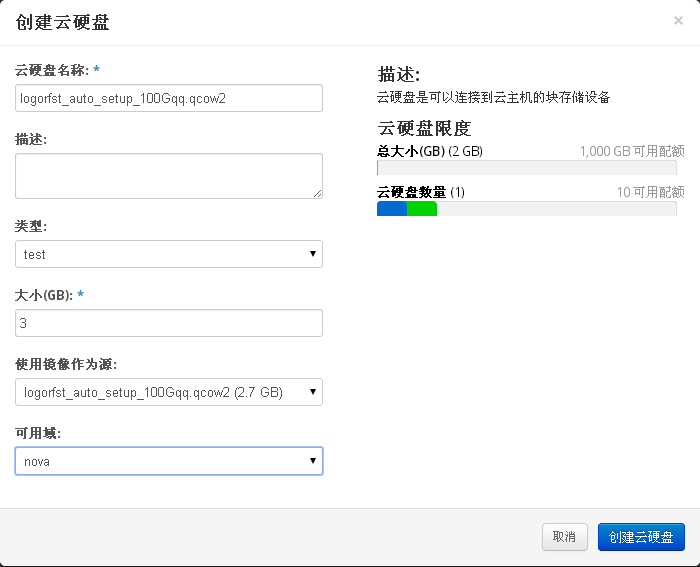 创建云硬盘
×
云硬盘名称: *
logorfst_auto_setup_100Gqq.qcow2
描述:
类型:
test
大小(GB): *
3
使用镜像作为源:
logorfst_auto_setup_100Gqq.qcow2 (2.7 GB)
可用域:
nova
描述:
云硬盘是可以连接到云主机的块存储设备
云硬盘限度
总大小(GB) (2 GB) 1,000 GB 可用配额
云硬盘数量 (1) 10 可用配额
取消
创建云硬盘